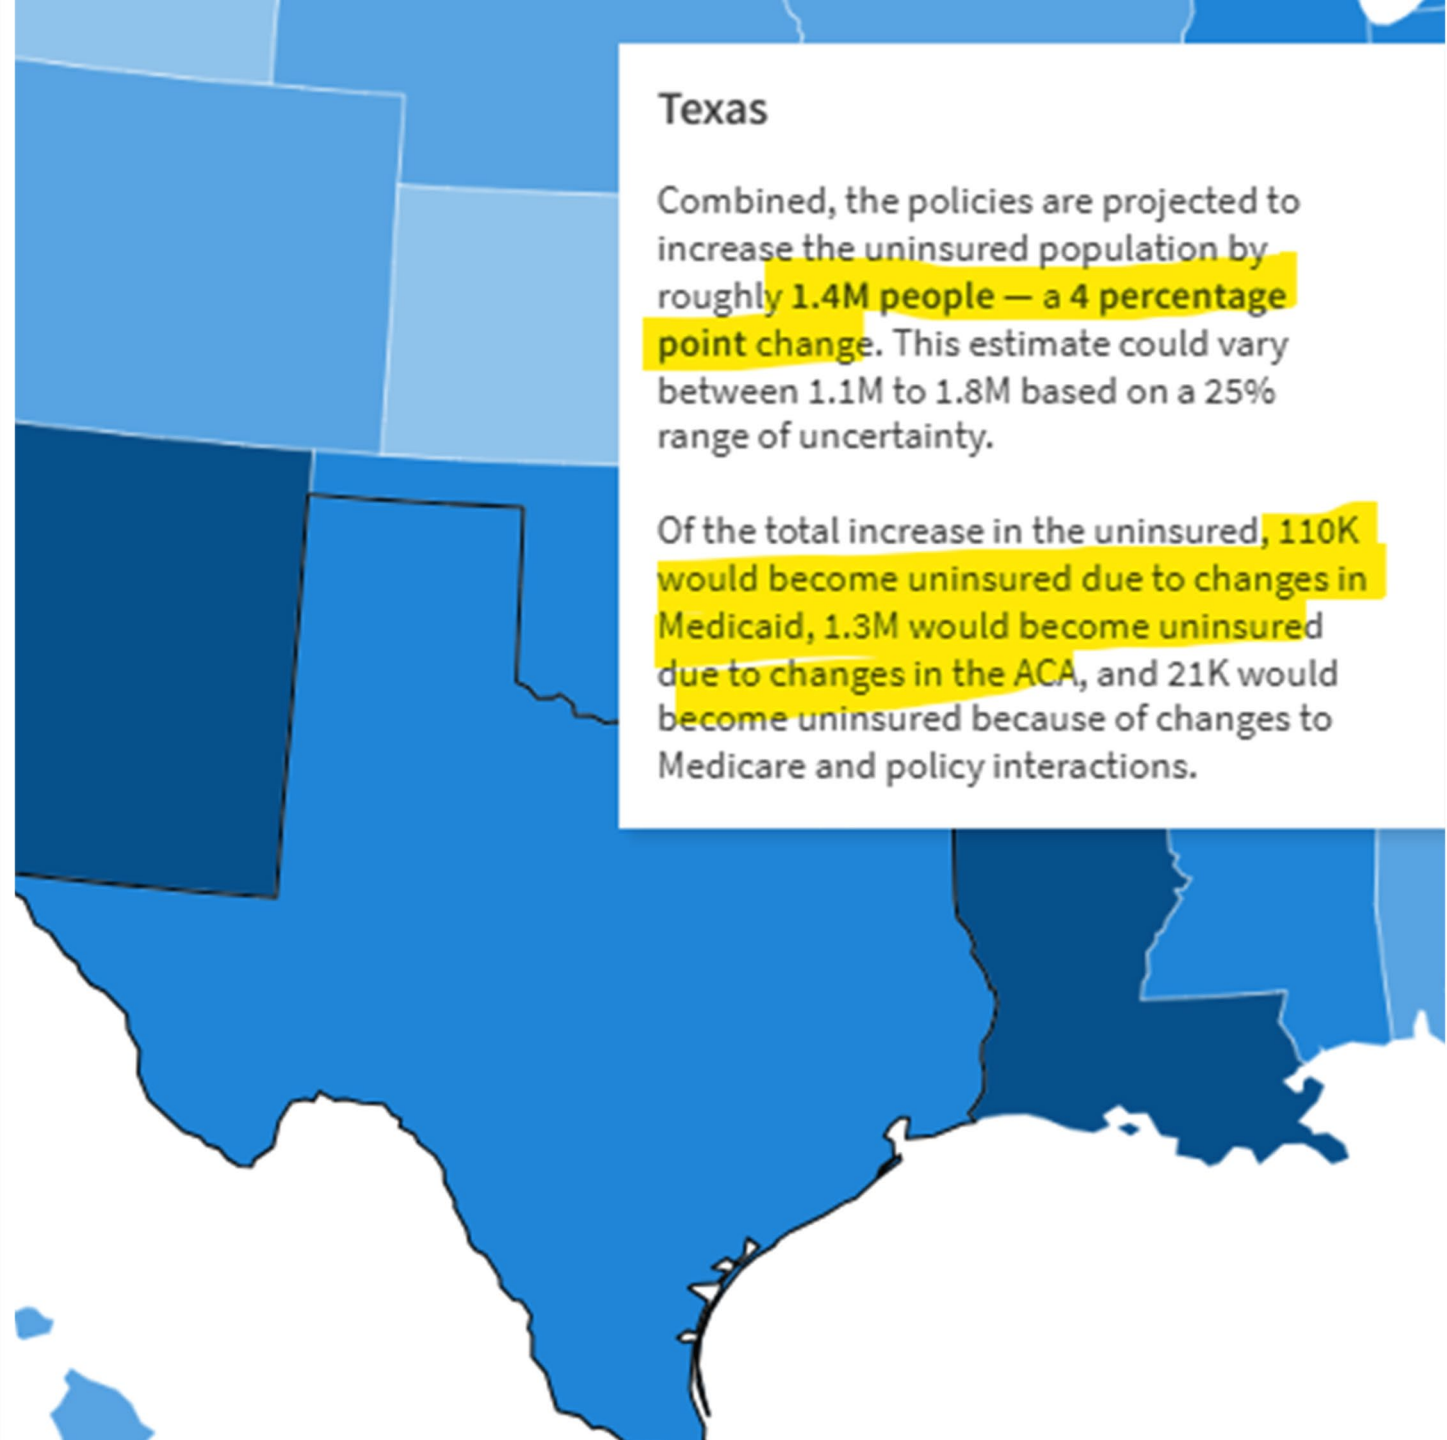 Texas
Combined, the policies are projected to
increase the uninsured population by
roughly 1.4M people — a 4 percentage
point change. This estimate could vary
between 1.1M to 1.8M based on a 25%
range of uncertainty.
Of the total increase in the uninsured, 110K
would become uninsured due to changes in
Medicaid, 1.3M would become uninsured
due to changes in the ACA, and 21K would
become uninsured because of changes to
Medicare and policy interactions.